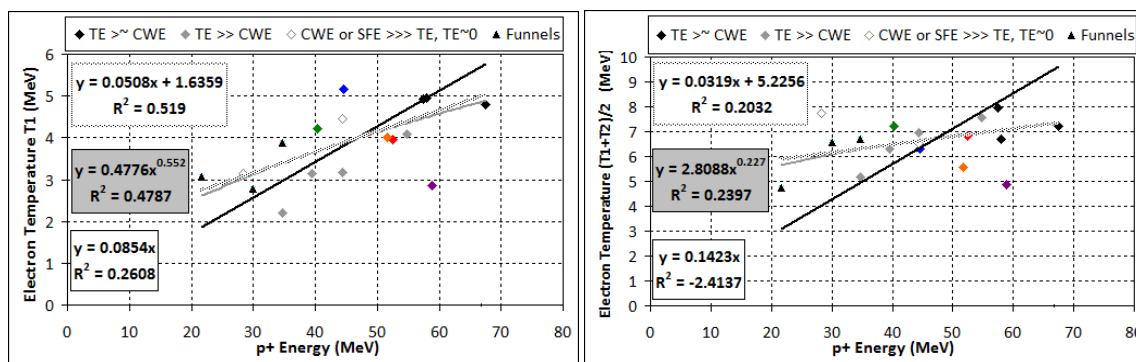 TE >~ CWE TE >> CWE CWE or SFE >>> TE, TE~0 Funnels
Electron Temperature T1 (MeV)
6
5
4
3
2
1
0
y = 0.0508x + 1.6359
R² = 0.519
y = 0.4776x^0.552
R² = 0.4787
y = 0.0854x
R² = 0.2608
0 10 20 30 40 50 60 70 80
p+ Energy (MeV)
TE >~ CWE TE >> CWE CWE or SFE >>> TE, TE~0 Funnels
Electron Temperature (T1+T2)/2 (MeV)
10
9
8
7
6
5
4
3
2
1
0
y = 0.0319x + 5.2256
R² = 0.2032
y = 2.8088x^0.227
R² = 0.2397
y = 0.1423x
R² = -2.4137
0 10 20 30 40 50 60 70 80
p+ Energy (MeV)